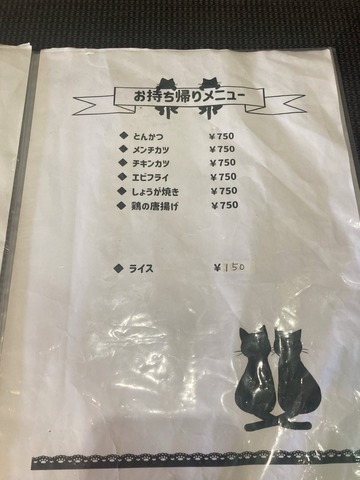 お持ち帰りメニュー
◆ とんかつ ￥750
◆ メンチカツ ￥750
◆ チキンカツ ￥750
◆ エビフライ ￥750
◆ しょうが焼き ￥750
◆ 鶏の唐揚げ ￥750
◆ ライス ￥150